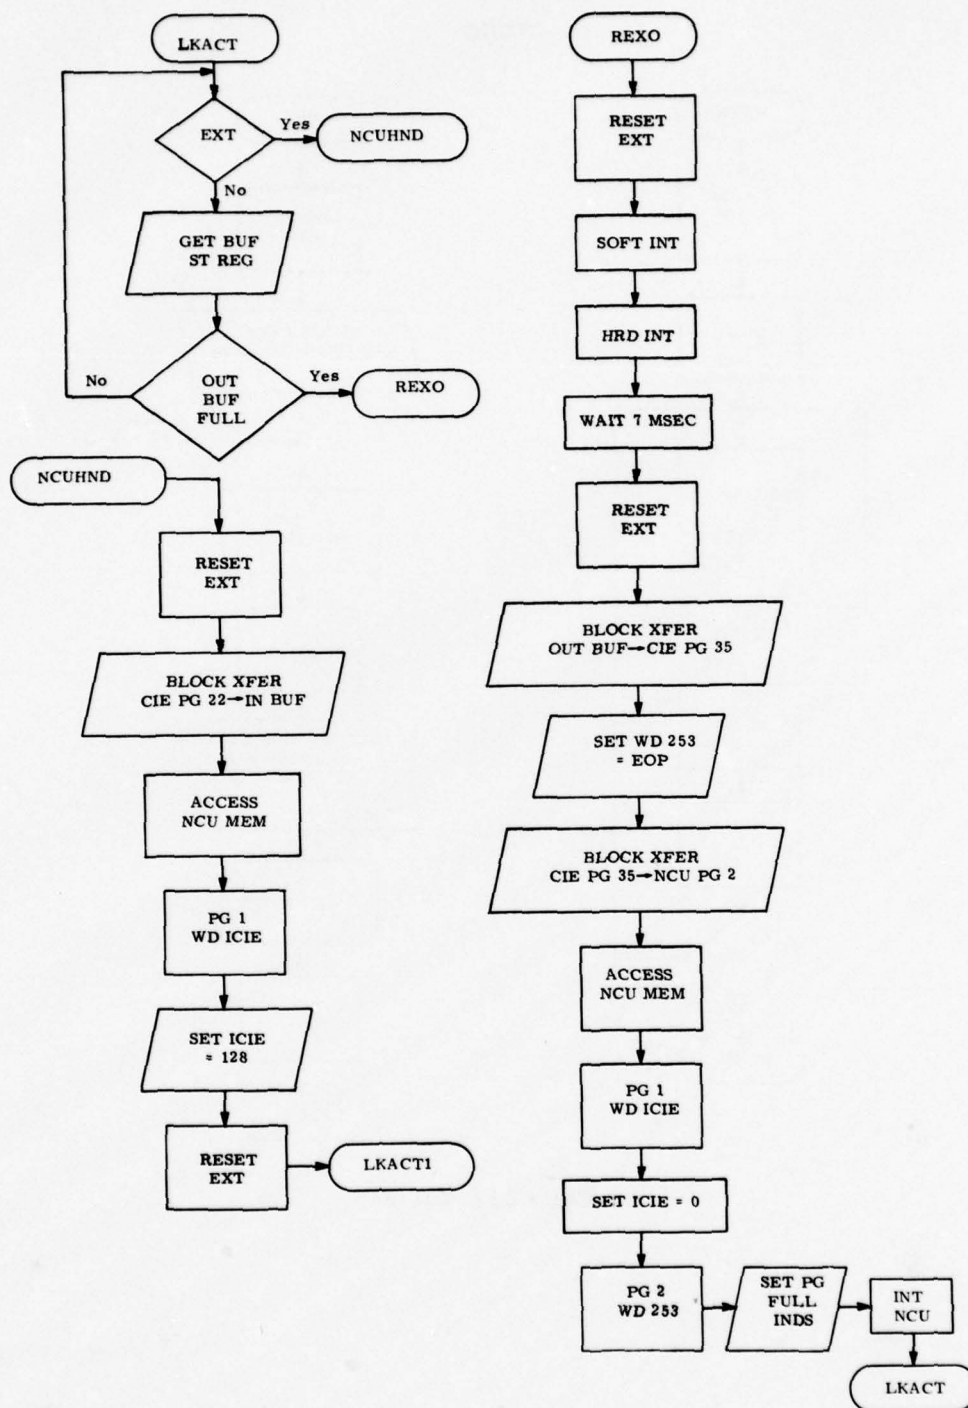 LKACT
EXT
Yes
NCUHND
No
GET BUF
ST REG
OUT
BUF
FULL
No
Yes
REXO
NCUHND
RESET
EXT
BLOCK XFER
CIE PG 22→IN BUF
ACCESS
NCU MEM
PG 1
WD ICIE
SET ICIE
= 128
RESET
EXT
LKACT1
REXO
RESET
EXT
SOFT INT
HRD INT
WAIT 7 MSEC
RESET
EXT
BLOCK XFER
OUT BUF→CIE PG 35
SET WD 253
= EOP
BLOCK XFER
CIE PG 35→NCU PG 2
ACCESS
NCU MEM
PG 1
WD ICIE
SET ICIE = 0
PG 2
WD 253
SET PG
FULL
INDS
INT
NCU
LKACT